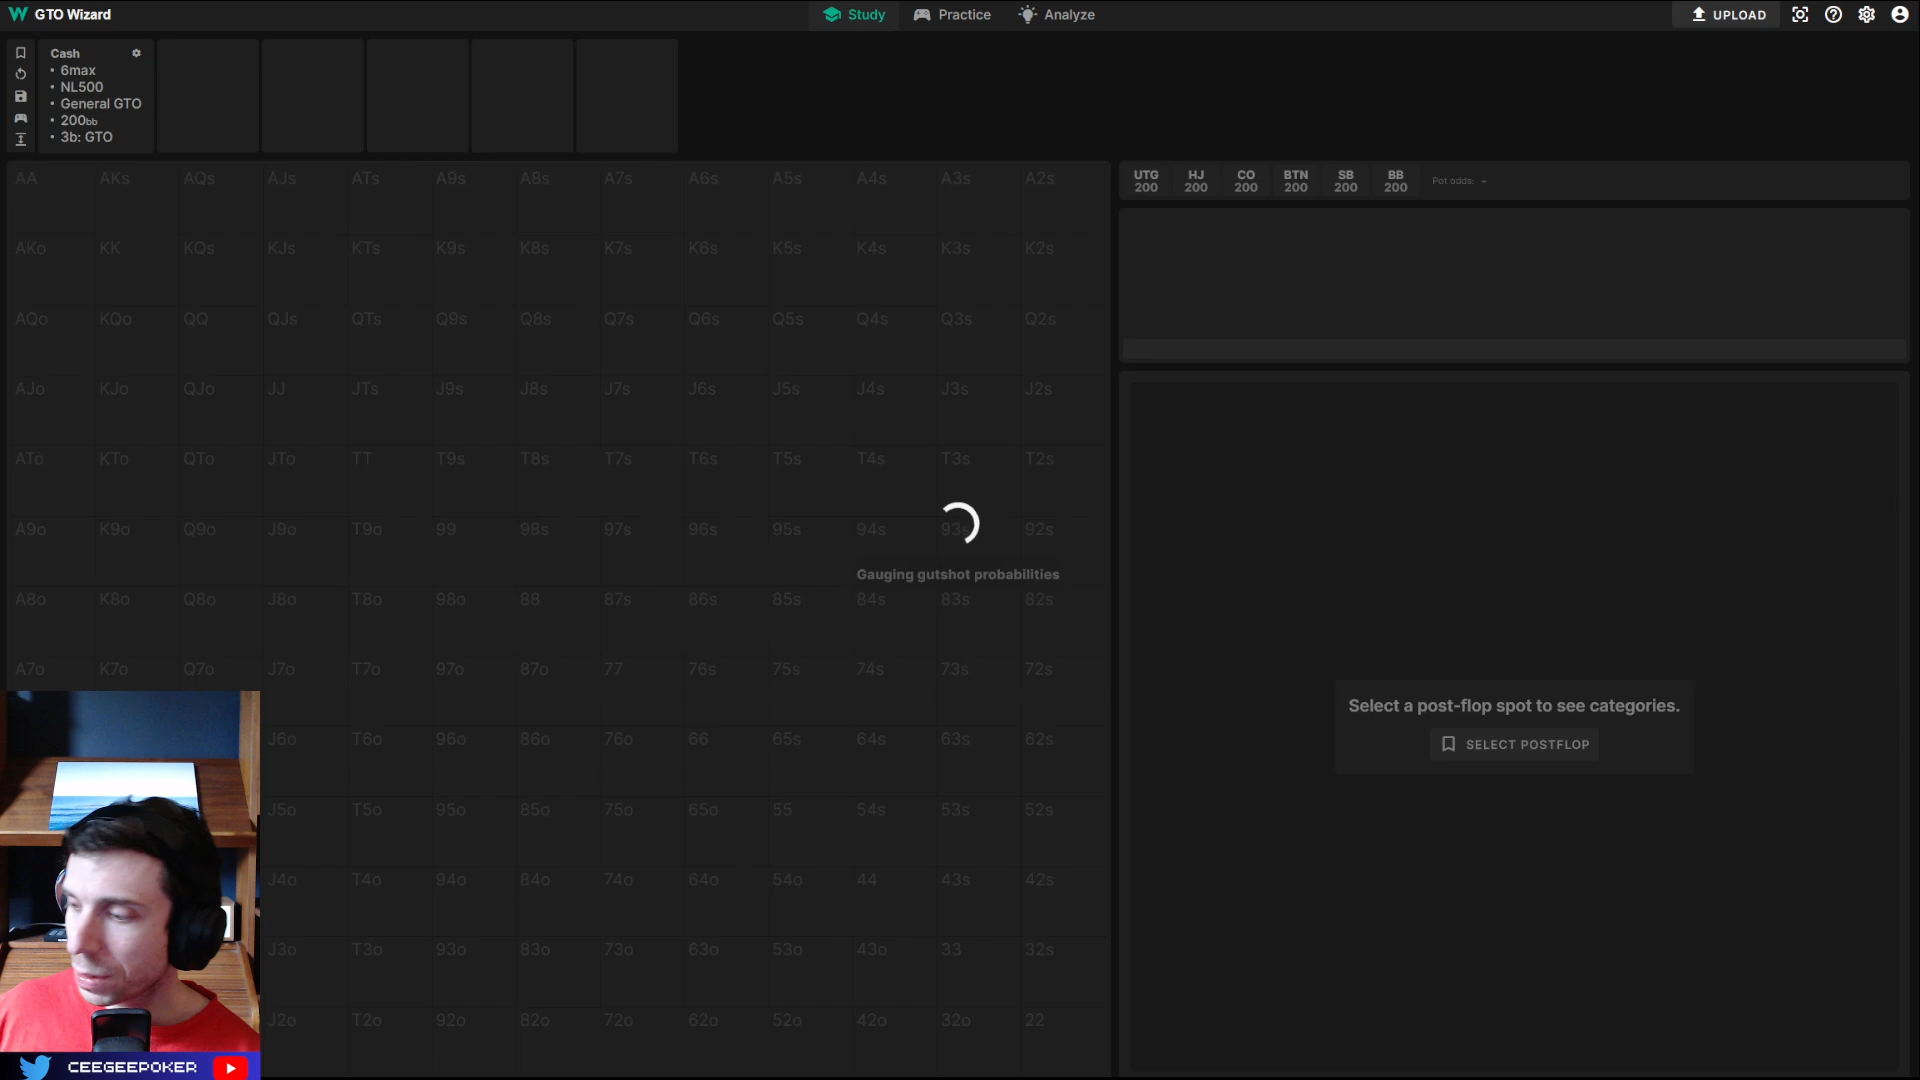 GTO Wizard
Study
Practice
Analyze
UPLOAD
Cash
• 6max
• NL500
• General GTO
• 200bb
• 3b: GTO
UTG HJ CO BTN SB BB
200 200 200 200 200 200
Pot odds: –
AA AKs AQs AJs ATs A9s A8s A7s A6s A5s A4s A3s A2s
AKo KK KQs KJs KTs K9s K8s K7s K6s K5s K4s K3s K2s
AQo KQo QQ QJs QTs Q9s Q8s Q7s Q6s Q5s Q4s Q3s Q2s
AJo KJo QJo JJ JTs J9s J8s J7s J6s J5s J4s J3s J2s
ATo KTo QTo JTo TT T9s T8s T7s T6s T5s T4s T3s T2s
A9o K9o Q9o J9o T9o 99 98s 97s 96s 95s 94s 93s 92s
Gauging gutshot probabilities
A8o K8o Q8o J8o T8o 98o 88 87s 86s 85s 84s 83s 82s
A7o K7o Q7o J7o T7o 97o 87o 77 76s 75s 74s 73s 72s
J6o T6o 96o 86o 76o 66 65s 64s 63s 62s
J5o T5o 95o 85o 75o 65o 55 54s 53s 52s
J4o T4o 94o 84o 74o 64o 54o 44 43s 42s
J3o T3o 93o 83o 73o 63o 53o 43o 33 32s
J2o T2o 92o 82o 72o 62o 52o 42o 32o 22
Select a post-flop spot to see categories.
SELECT POSTFLOP
CEEGEEPOKER